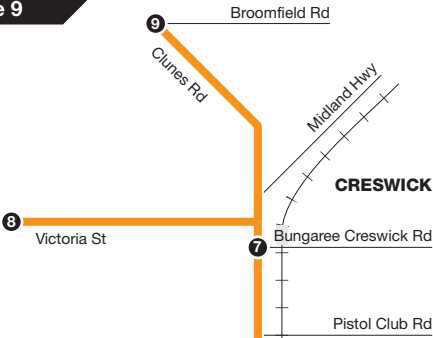 e 9
Broomfield Rd
9
Clunes Rd
Midland Hwy
CRESWICK
8
Victoria St
7
Bungaree Creswick Rd
Pistol Club Rd